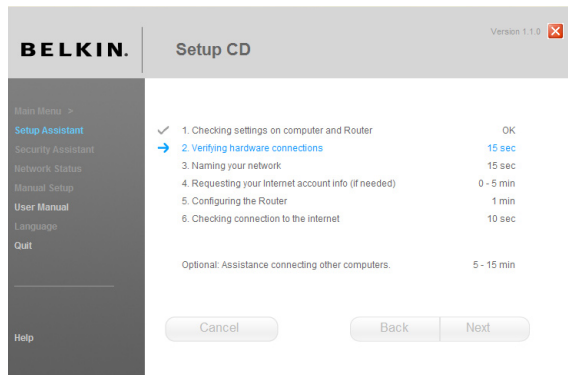 Version 1.1.0
BELKIN.
Setup CD
Main Menu >
Setup Assistant
Security Assistant
Network Status
Manual Setup
User Manual
Language
Quit
Help
1. Checking settings on computer and Router OK
2. Verifying hardware connections 15 sec
3. Naming your network 15 sec
4. Requesting your Internet account info (if needed) 0 - 5 min
5. Configuring the Router 1 min
6. Checking connection to the internet 10 sec
Optional: Assistance connecting other computers. 5 - 15 min
Cancel
Back
Next